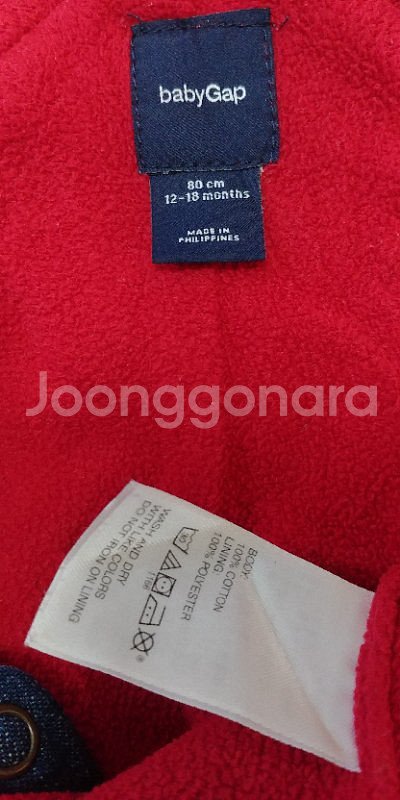 babyGap
80 cm
12-18 months
MADE IN
PHILIPPINES
Joonggonara
BODY:
100% COTTON
LINING:
100% POLYESTER
WASH AND DRY
WITH LIKE COLORS
DO NOT IRON ON LINING